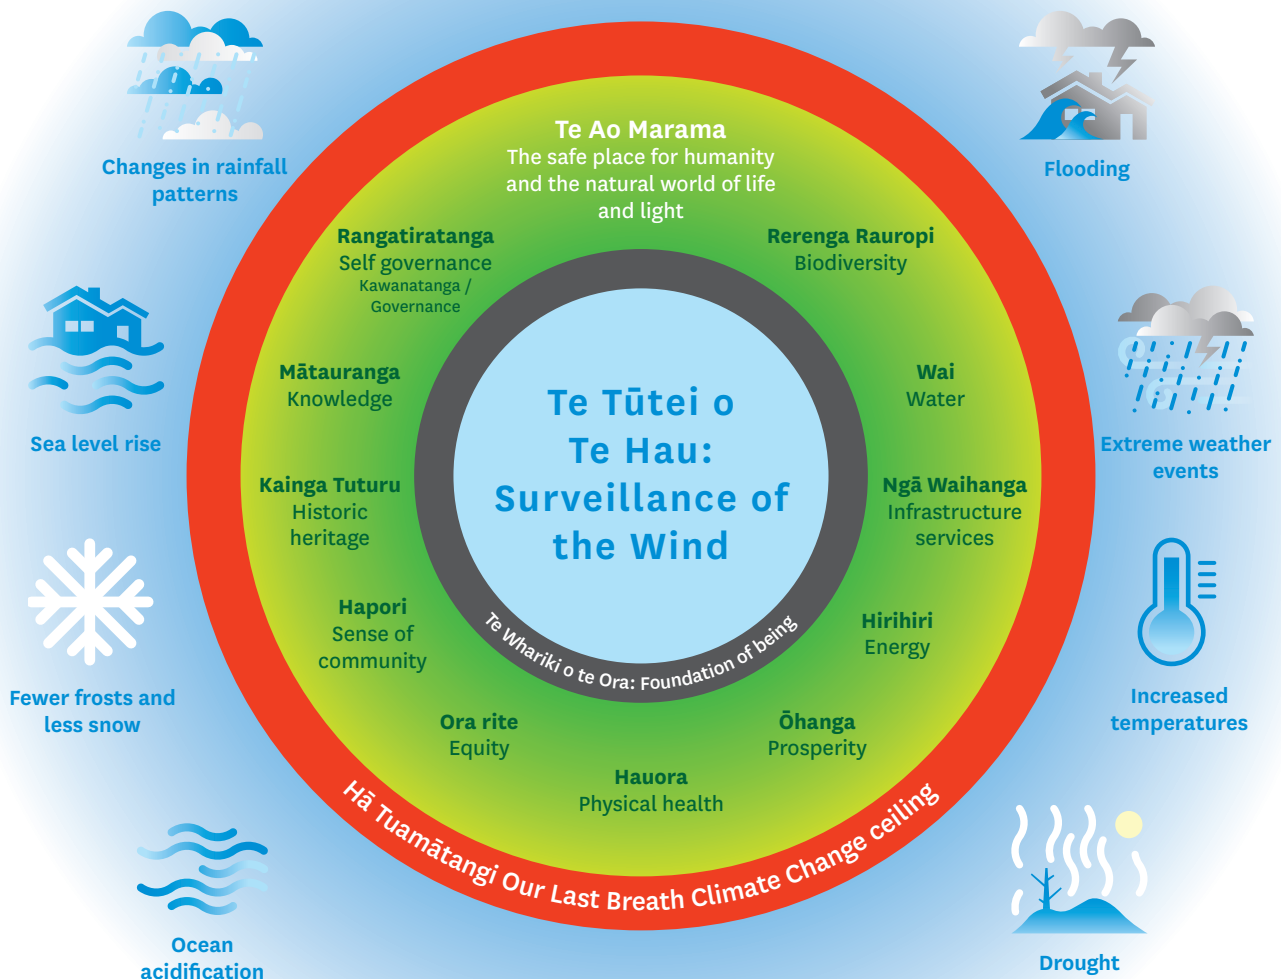 Changes in rainfall
patterns
Sea level rise
Fewer frosts and
less snow
Ocean
acidification
Te Ao Marama
The safe place for humanity
and the natural world of life
and light
Rangatiratanga
Self governance
Kawanatanga /
Governance
Mātauranga
Knowledge
Kainga Tuturu
Historic
heritage
Hapori
Sense of
community
Ora rite
Equity
Hauora
Physical health
Rerenga Rauropi
Biodiversity
Wai
Water
Ngā Waihanga
Infrastructure
services
Hirihiri
Energy
Ōhanga
Prosperity
Te Tūtei o
Te Hau:
Surveillance of
the Wind
Te Whariki o te Ora: Foundation of being
Hā Tuamātangi Our Last Breath Climate Change ceiling
Flooding
Extreme weather
events
Increased
temperatures
Drought